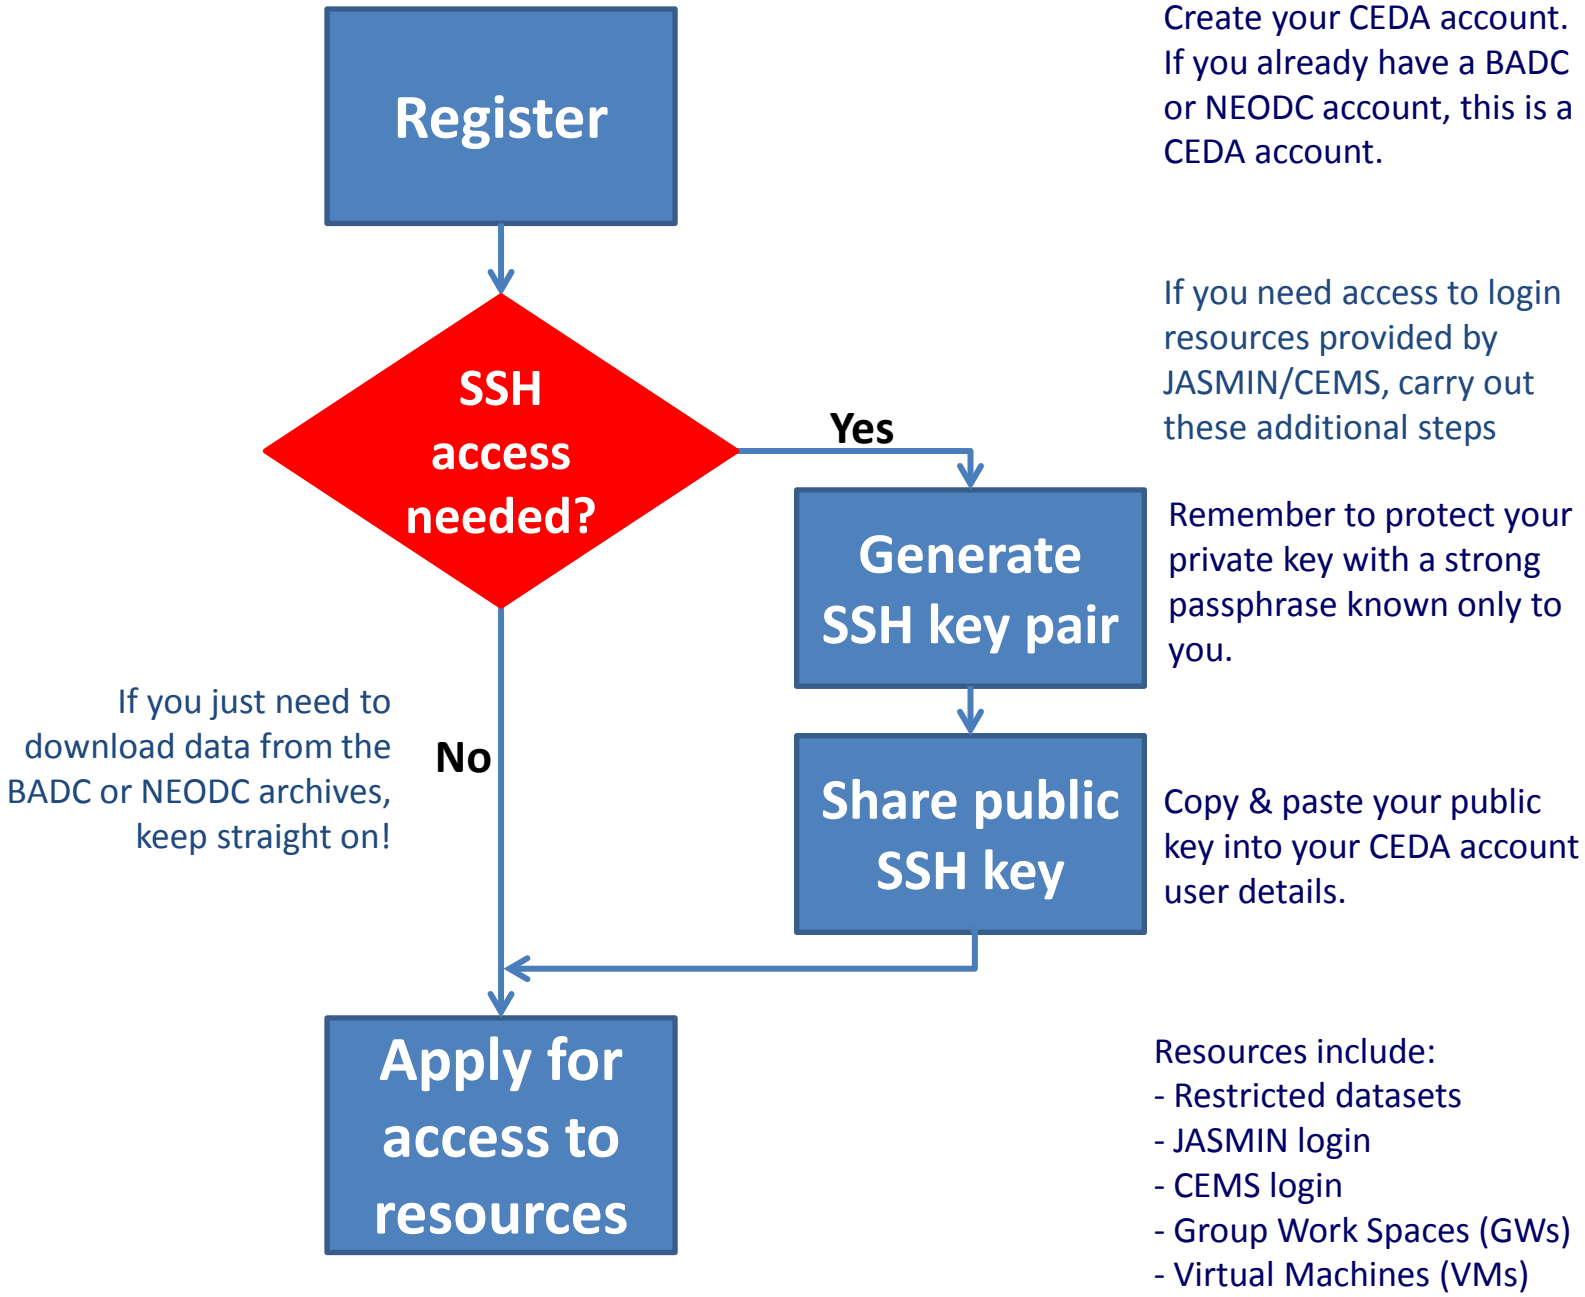 Register
Create your CEDA account.
If you already have a BADC
or NEODC account, this is a
CEDA account.
SSH
access
needed?
Yes
If you need access to login
resources provided by
JASMIN/CEMS, carry out
these additional steps
Generate
SSH key pair
Remember to protect your
private key with a strong
passphrase known only to
you.
If you just need to
download data from the
BADC or NEODC archives,
keep straight on!
No
Share public
SSH key
Copy & paste your public
key into your CEDA account
user details.
Apply for
access to
resources
Resources include:
- Restricted datasets
- JASMIN login
- CEMS login
- Group Work Spaces (GWs)
- Virtual Machines (VMs)